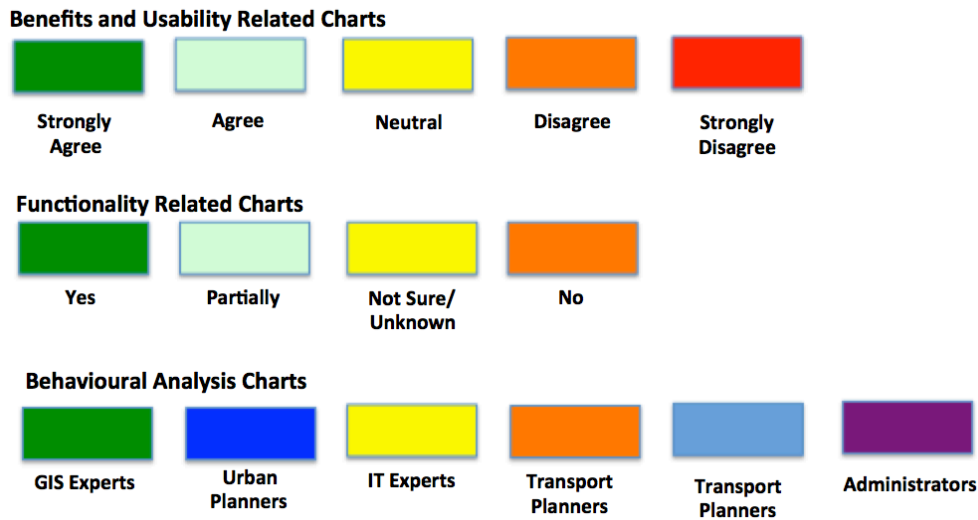 Benefits and Usability Related Charts
Strongly Agree
Agree
Neutral
Disagree
Strongly Disagree
Functionality Related Charts
Yes
Partially
Not Sure/ Unknown
No
Behavioural Analysis Charts
GIS Experts
Urban Planners
IT Experts
Transport Planners
Transport Planners
Administrators